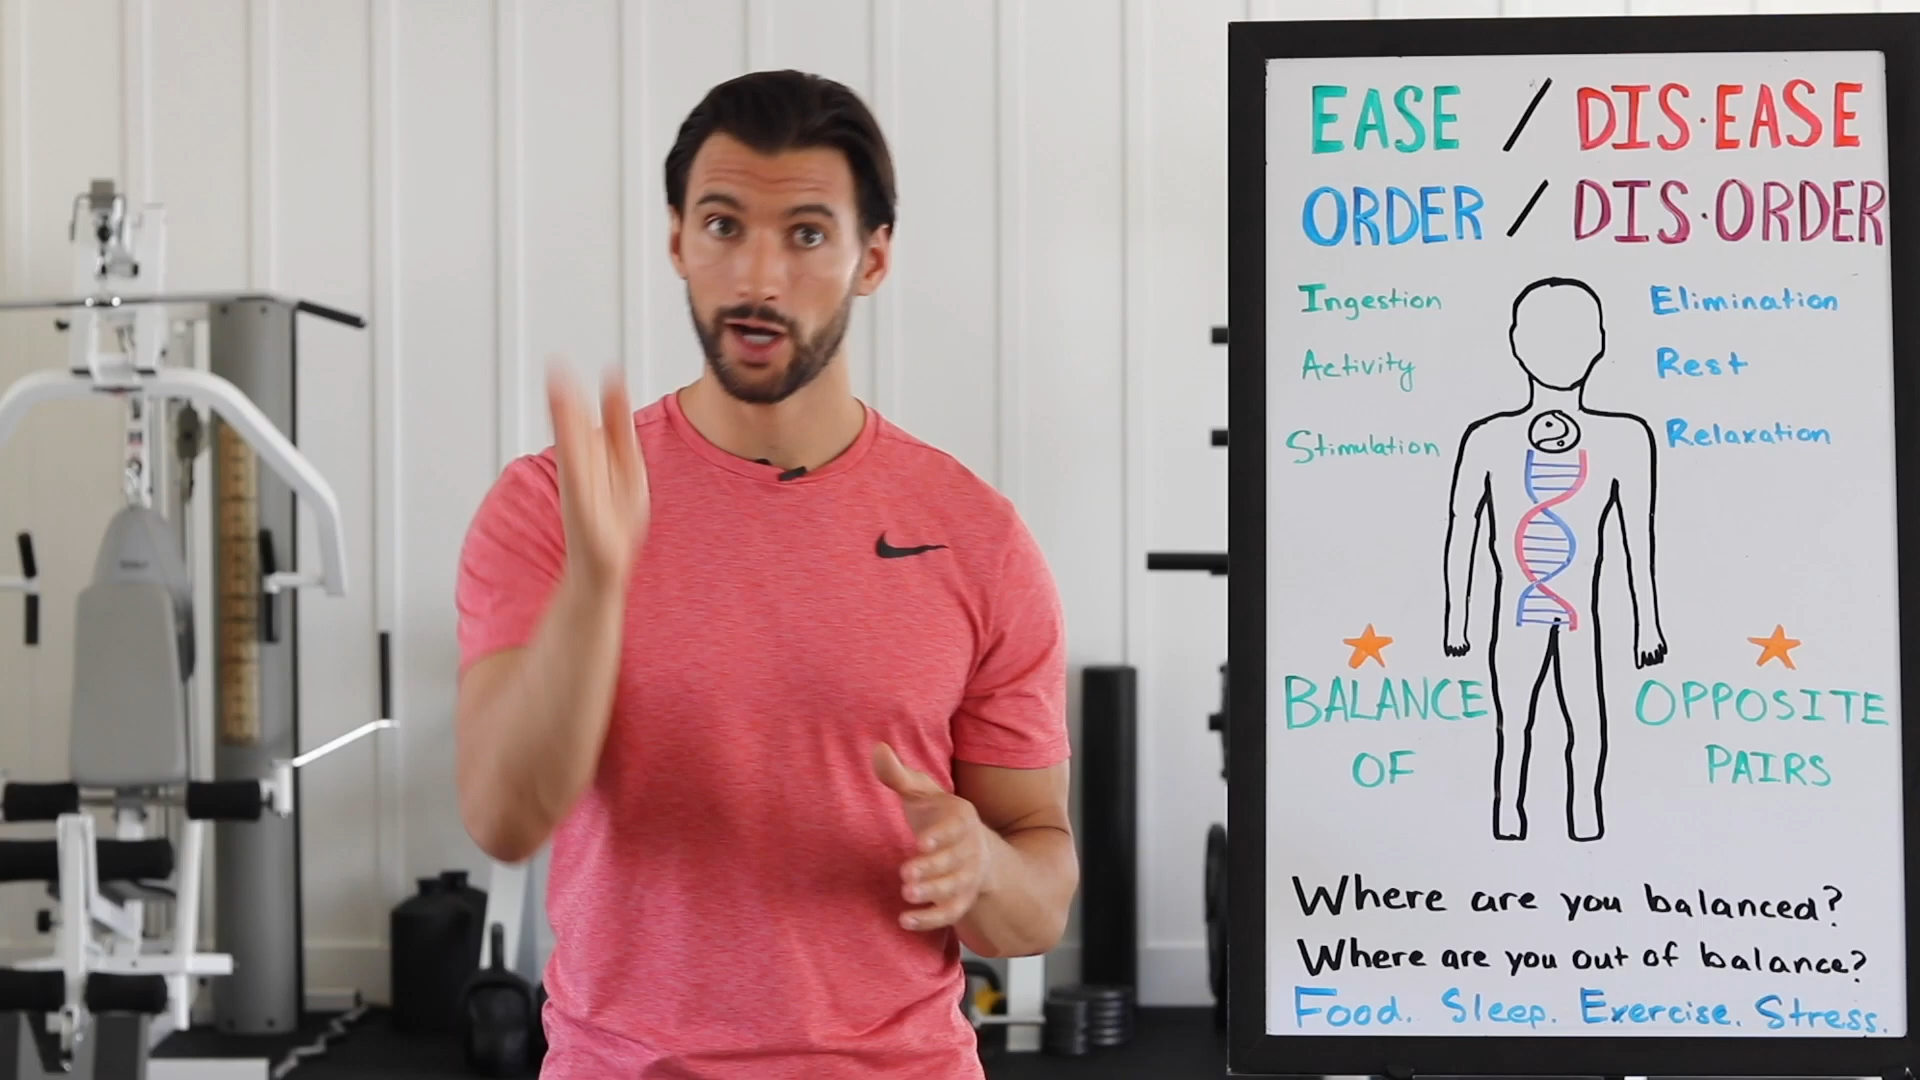 EASE / DIS·EASE
ORDER / DIS·ORDER
Ingestion
Elimination
Activity
Rest
Stimulation
Relaxation
BALANCE OF
OPPOSITE PAIRS
Where are you balanced?
Where are you out of balance?
Food. Sleep. Exercise. Stress.